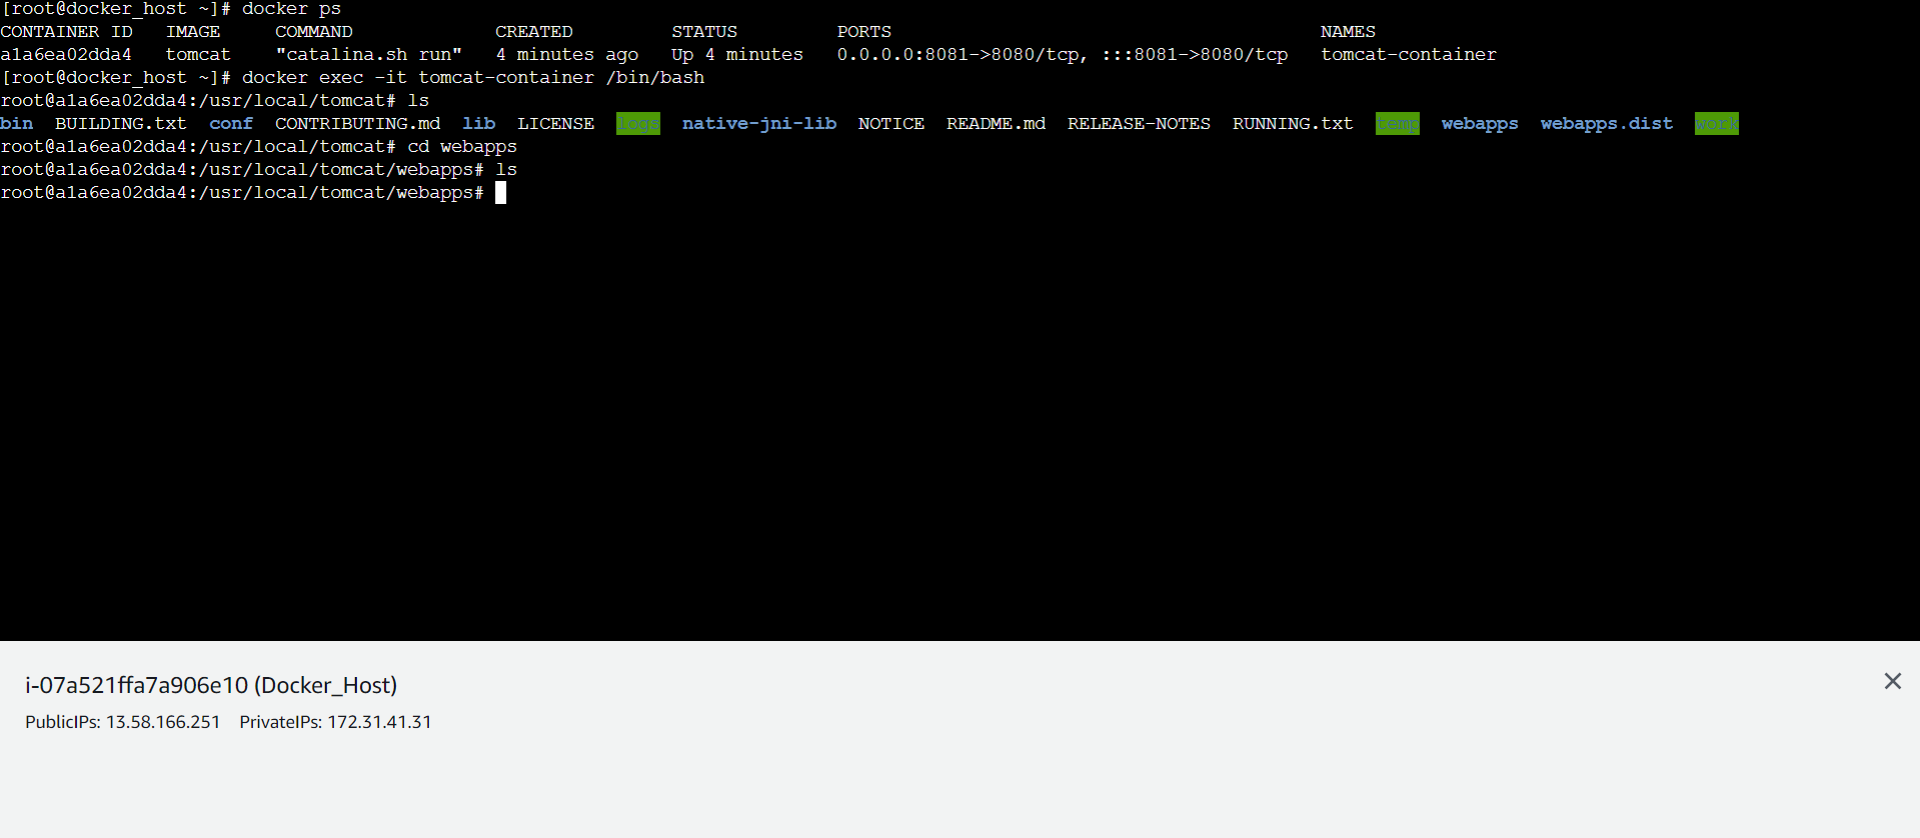 [root@docker_host ~]# docker ps
CONTAINER ID   IMAGE     COMMAND             CREATED         STATUS         PORTS                                       NAMES
a1a6ea02dda4   tomcat    "catalina.sh run"   4 minutes ago   Up 4 minutes   0.0.0.0:8081->8080/tcp, :::8081->8080/tcp   tomcat-container
[root@docker_host ~]# docker exec -it tomcat-container /bin/bash
root@a1a6ea02dda4:/usr/local/tomcat# ls
bin  BUILDING.txt  conf  CONTRIBUTING.md  lib  LICENSE  logs  native-jni-lib  NOTICE  README.md  RELEASE-NOTES  RUNNING.txt  temp  webapps  webapps.dist  work
root@a1a6ea02dda4:/usr/local/tomcat# cd webapps
root@a1a6ea02dda4:/usr/local/tomcat/webapps# ls
root@a1a6ea02dda4:/usr/local/tomcat/webapps#
i-07a521ffa7a906e10 (Docker_Host)
PublicIPs: 13.58.166.251   PrivateIPs: 172.31.41.31